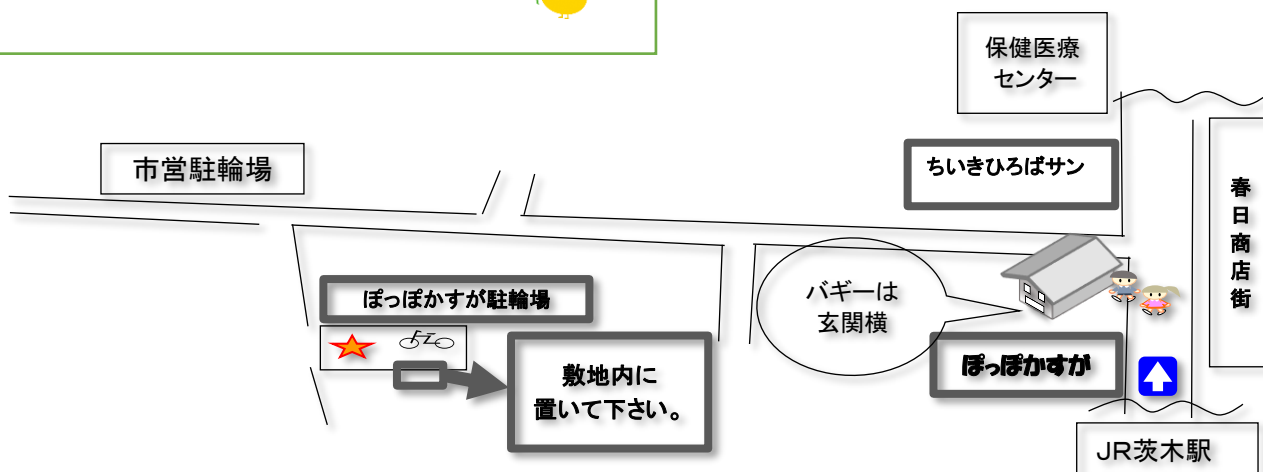 保健医療
センター
市営駐輪場
ちいきひろばサン
春日商店街
ぽっぽかすが駐輪場
バギーは
玄関横
敷地内に
置いて下さい。
ぽっぽかすが
JR茨木駅